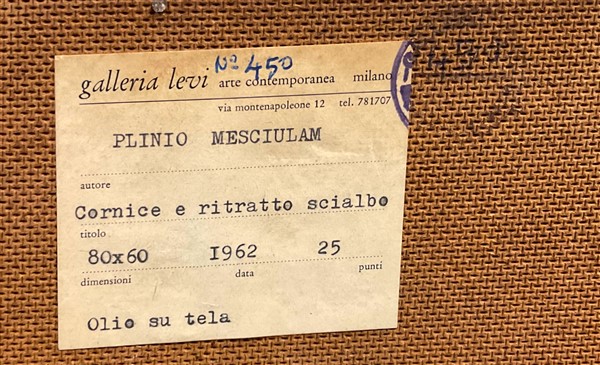 Nº 450
galleria levi arte contemporanea milano
via montenapoleone 12 tel. 781707
PLINIO MESCIULAM
autore
Cornice e ritratto scialbo
titolo
80x60 1962 25
dimensioni data punti
Olio su tela